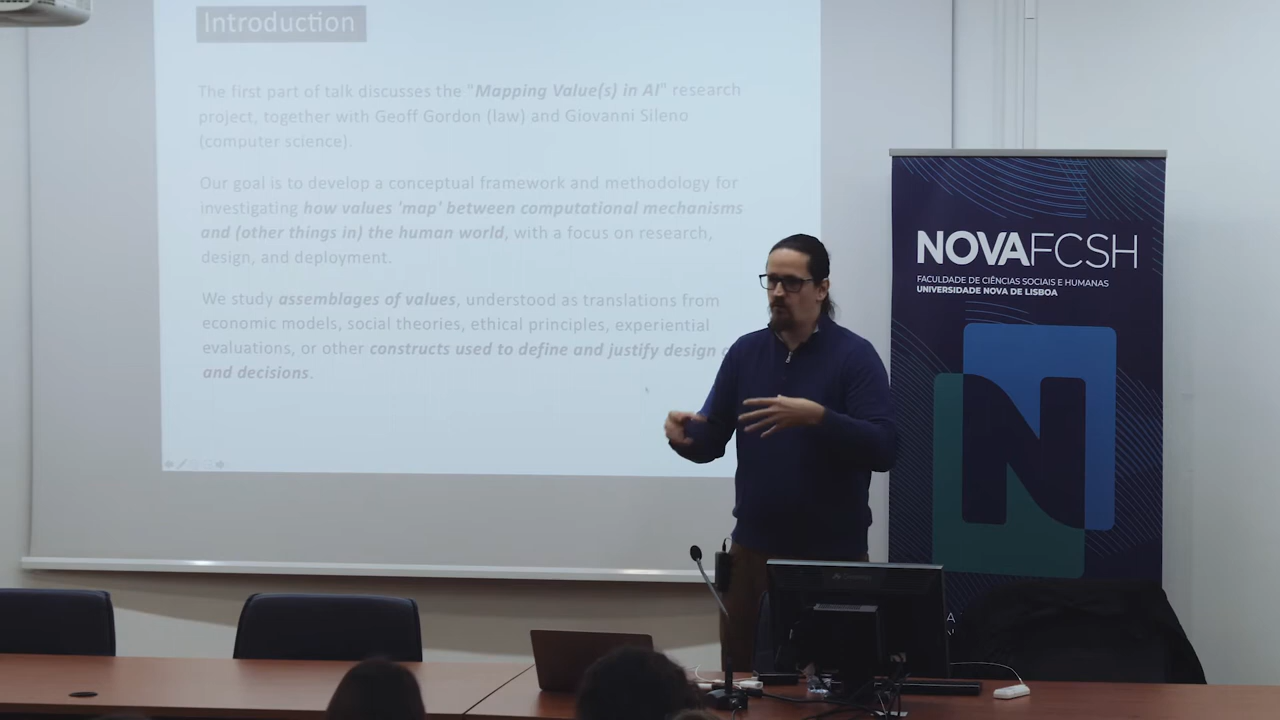 Introduction
The first part of talk discusses the "Mapping Value(s) in AI" research
project, together with Geoff Gordon (law) and Giovanni Sileno
(computer science).
Our goal is to develop a conceptual framework and methodology for
investigating how values 'map' between computational mechanisms
and (other things in) the human world, with a focus on research,
design, and deployment.
We study assemblages of values, understood as translations from
economic models, social theories, ethical principles, experiential
evaluations, or other constructs used to define and justify design
and decisions.
NOVAFCSH
FACULDADE DE CIÊNCIAS SOCIAIS E HUMANAS
UNIVERSIDADE NOVA DE LISBOA